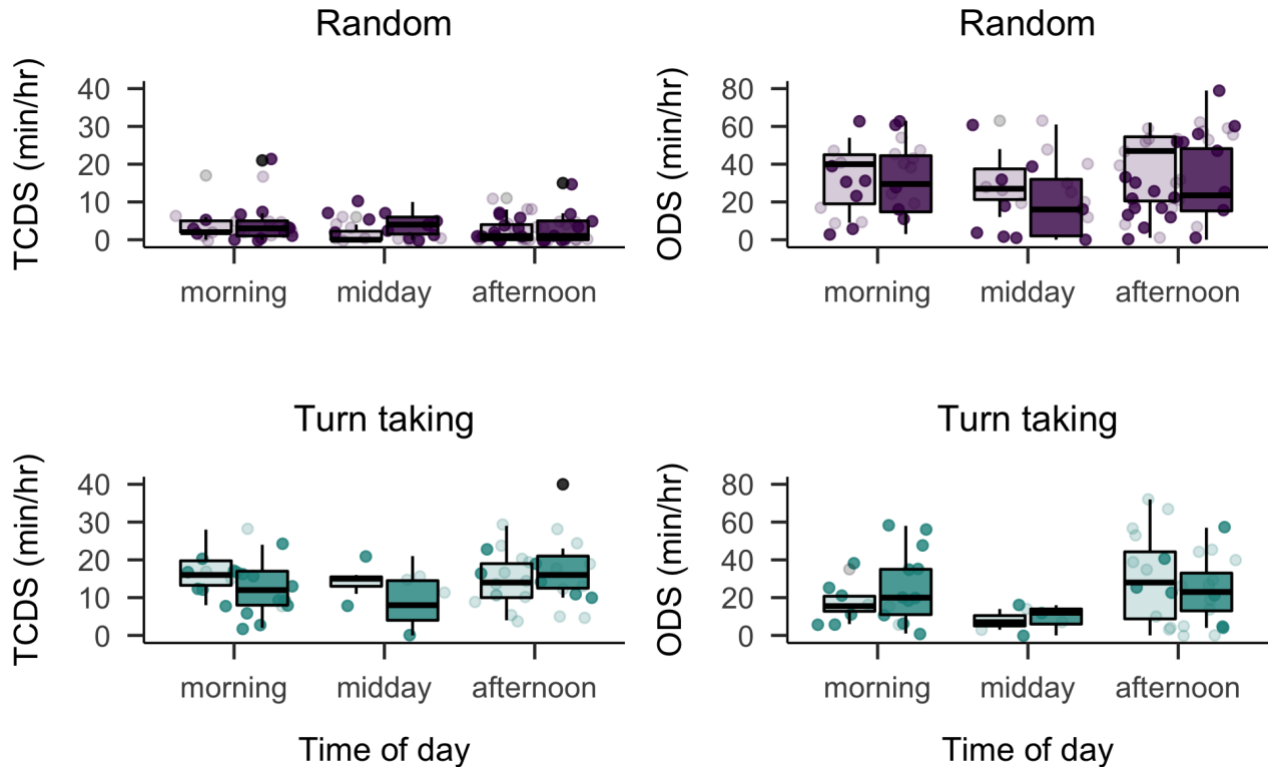 Random
TCDS (min/hr)
40
30
20
10
0
morning midday afternoon
Random
ODS (min/hr)
80
60
40
20
0
morning midday afternoon
Turn taking
TCDS (min/hr)
40
30
20
10
0
morning midday afternoon
Time of day
Turn taking
ODS (min/hr)
80
60
40
20
0
morning midday afternoon
Time of day